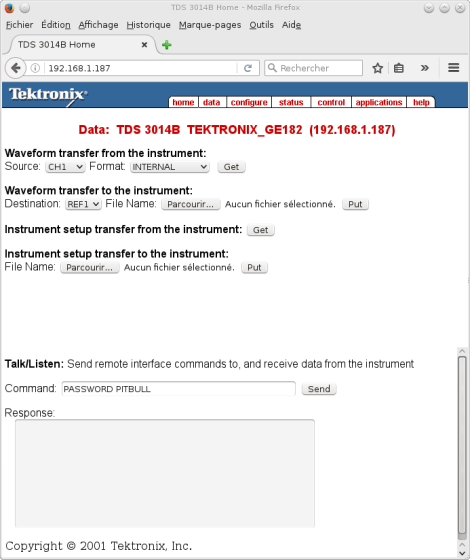 TDS 3014B Home - Mozilla Firefox
Fichier Édition Affichage Historique Marque-pages Outils Aide
TDS 3014B Home
192.168.1.187 Rechercher
Tektronix
home data configure status control applications help
Data: TDS 3014B TEKTRONIX_GE182 (192.168.1.187)
Waveform transfer from the instrument:
Source: CH1 Format: INTERNAL Get
Waveform transfer to the instrument:
Destination: REF1 File Name: Parcourir... Aucun fichier sélectionné. Put
Instrument setup transfer from the instrument: Get
Instrument setup transfer to the instrument:
File Name: Parcourir... Aucun fichier sélectionné. Put
Talk/Listen: Send remote interface commands to, and receive data from the instrument
Command: PASSWORD PITBULL Send
Response:
Copyright © 2001 Tektronix, Inc.